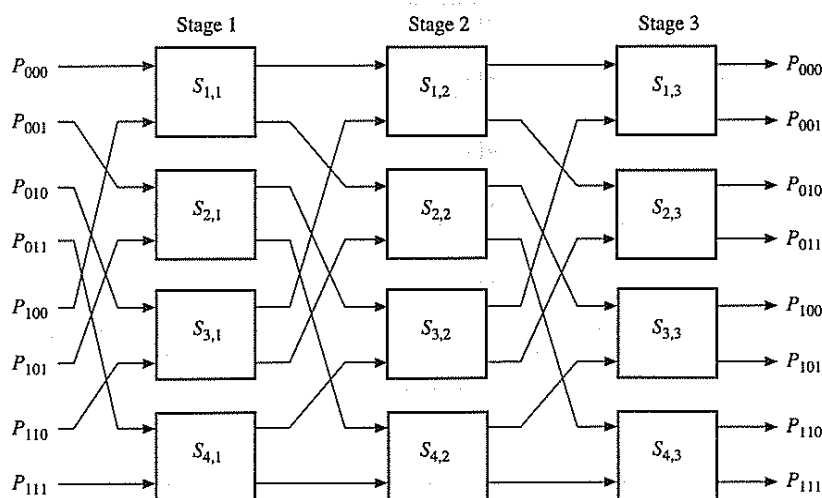 Stage 1 Stage 2 Stage 3
P000 S1,1 S1,2 S1,3 P000
P001 P001
P010 S2,1 S2,2 S2,3 P010
P011 P011
P100 S3,1 S3,2 S3,3 P100
P101 P101
P110 S4,1 S4,2 S4,3 P110
P111 P111